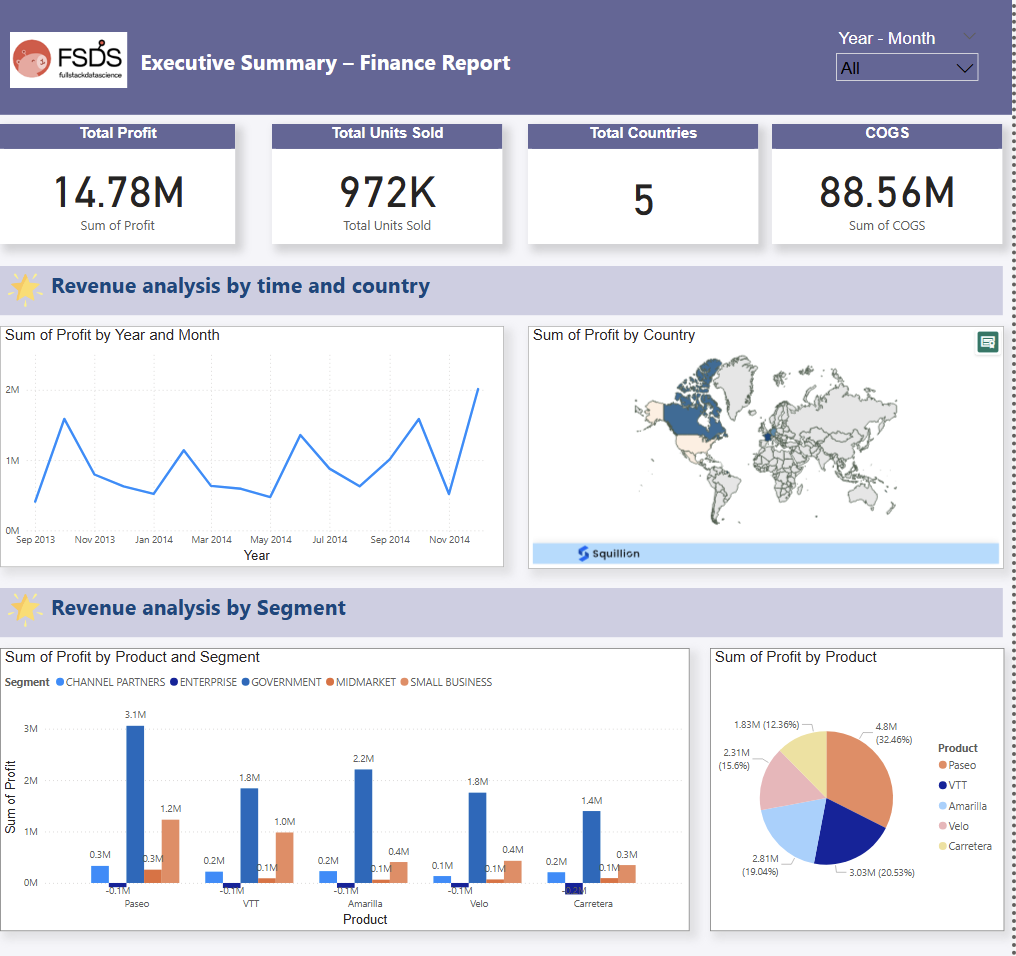 FSDS
fullstackdatascience
Executive Summary – Finance Report
Year - Month
All
Total Profit
14.78M
Sum of Profit
Total Units Sold
972K
Total Units Sold
Total Countries
5
COGS
88.56M
Sum of COGS
Revenue analysis by time and country
Sum of Profit by Year and Month
2M
1M
0M
Sep 2013 Nov 2013 Jan 2014 Mar 2014 May 2014 Jul 2014 Sep 2014 Nov 2014
Year
Sum of Profit by Country
Squillion
Revenue analysis by Segment
Sum of Profit by Product and Segment
Segment CHANNEL PARTNERS ENTERPRISE GOVERNMENT MIDMARKET SMALL BUSINESS
Sum of Profit
3M
2M
1M
0M
0.3M -0.1M 3.1M 0.3M 1.2M
0.2M -0.1M 1.8M 0.1M 1.0M
0.2M -0.1M 2.2M 0.1M 0.4M
0.1M -0.1M 1.8M 0.1M 0.4M
0.2M -0.2M 1.4M 0.1M 0.3M
Paseo VTT Amarilla Velo Carretera
Product
Sum of Profit by Product
4.8M
(32.46%)
3.03M (20.53%)
2.81M
(19.04%)
2.31M
(15.6%)
1.83M (12.36%)
Product
Paseo
VTT
Amarilla
Velo
Carretera